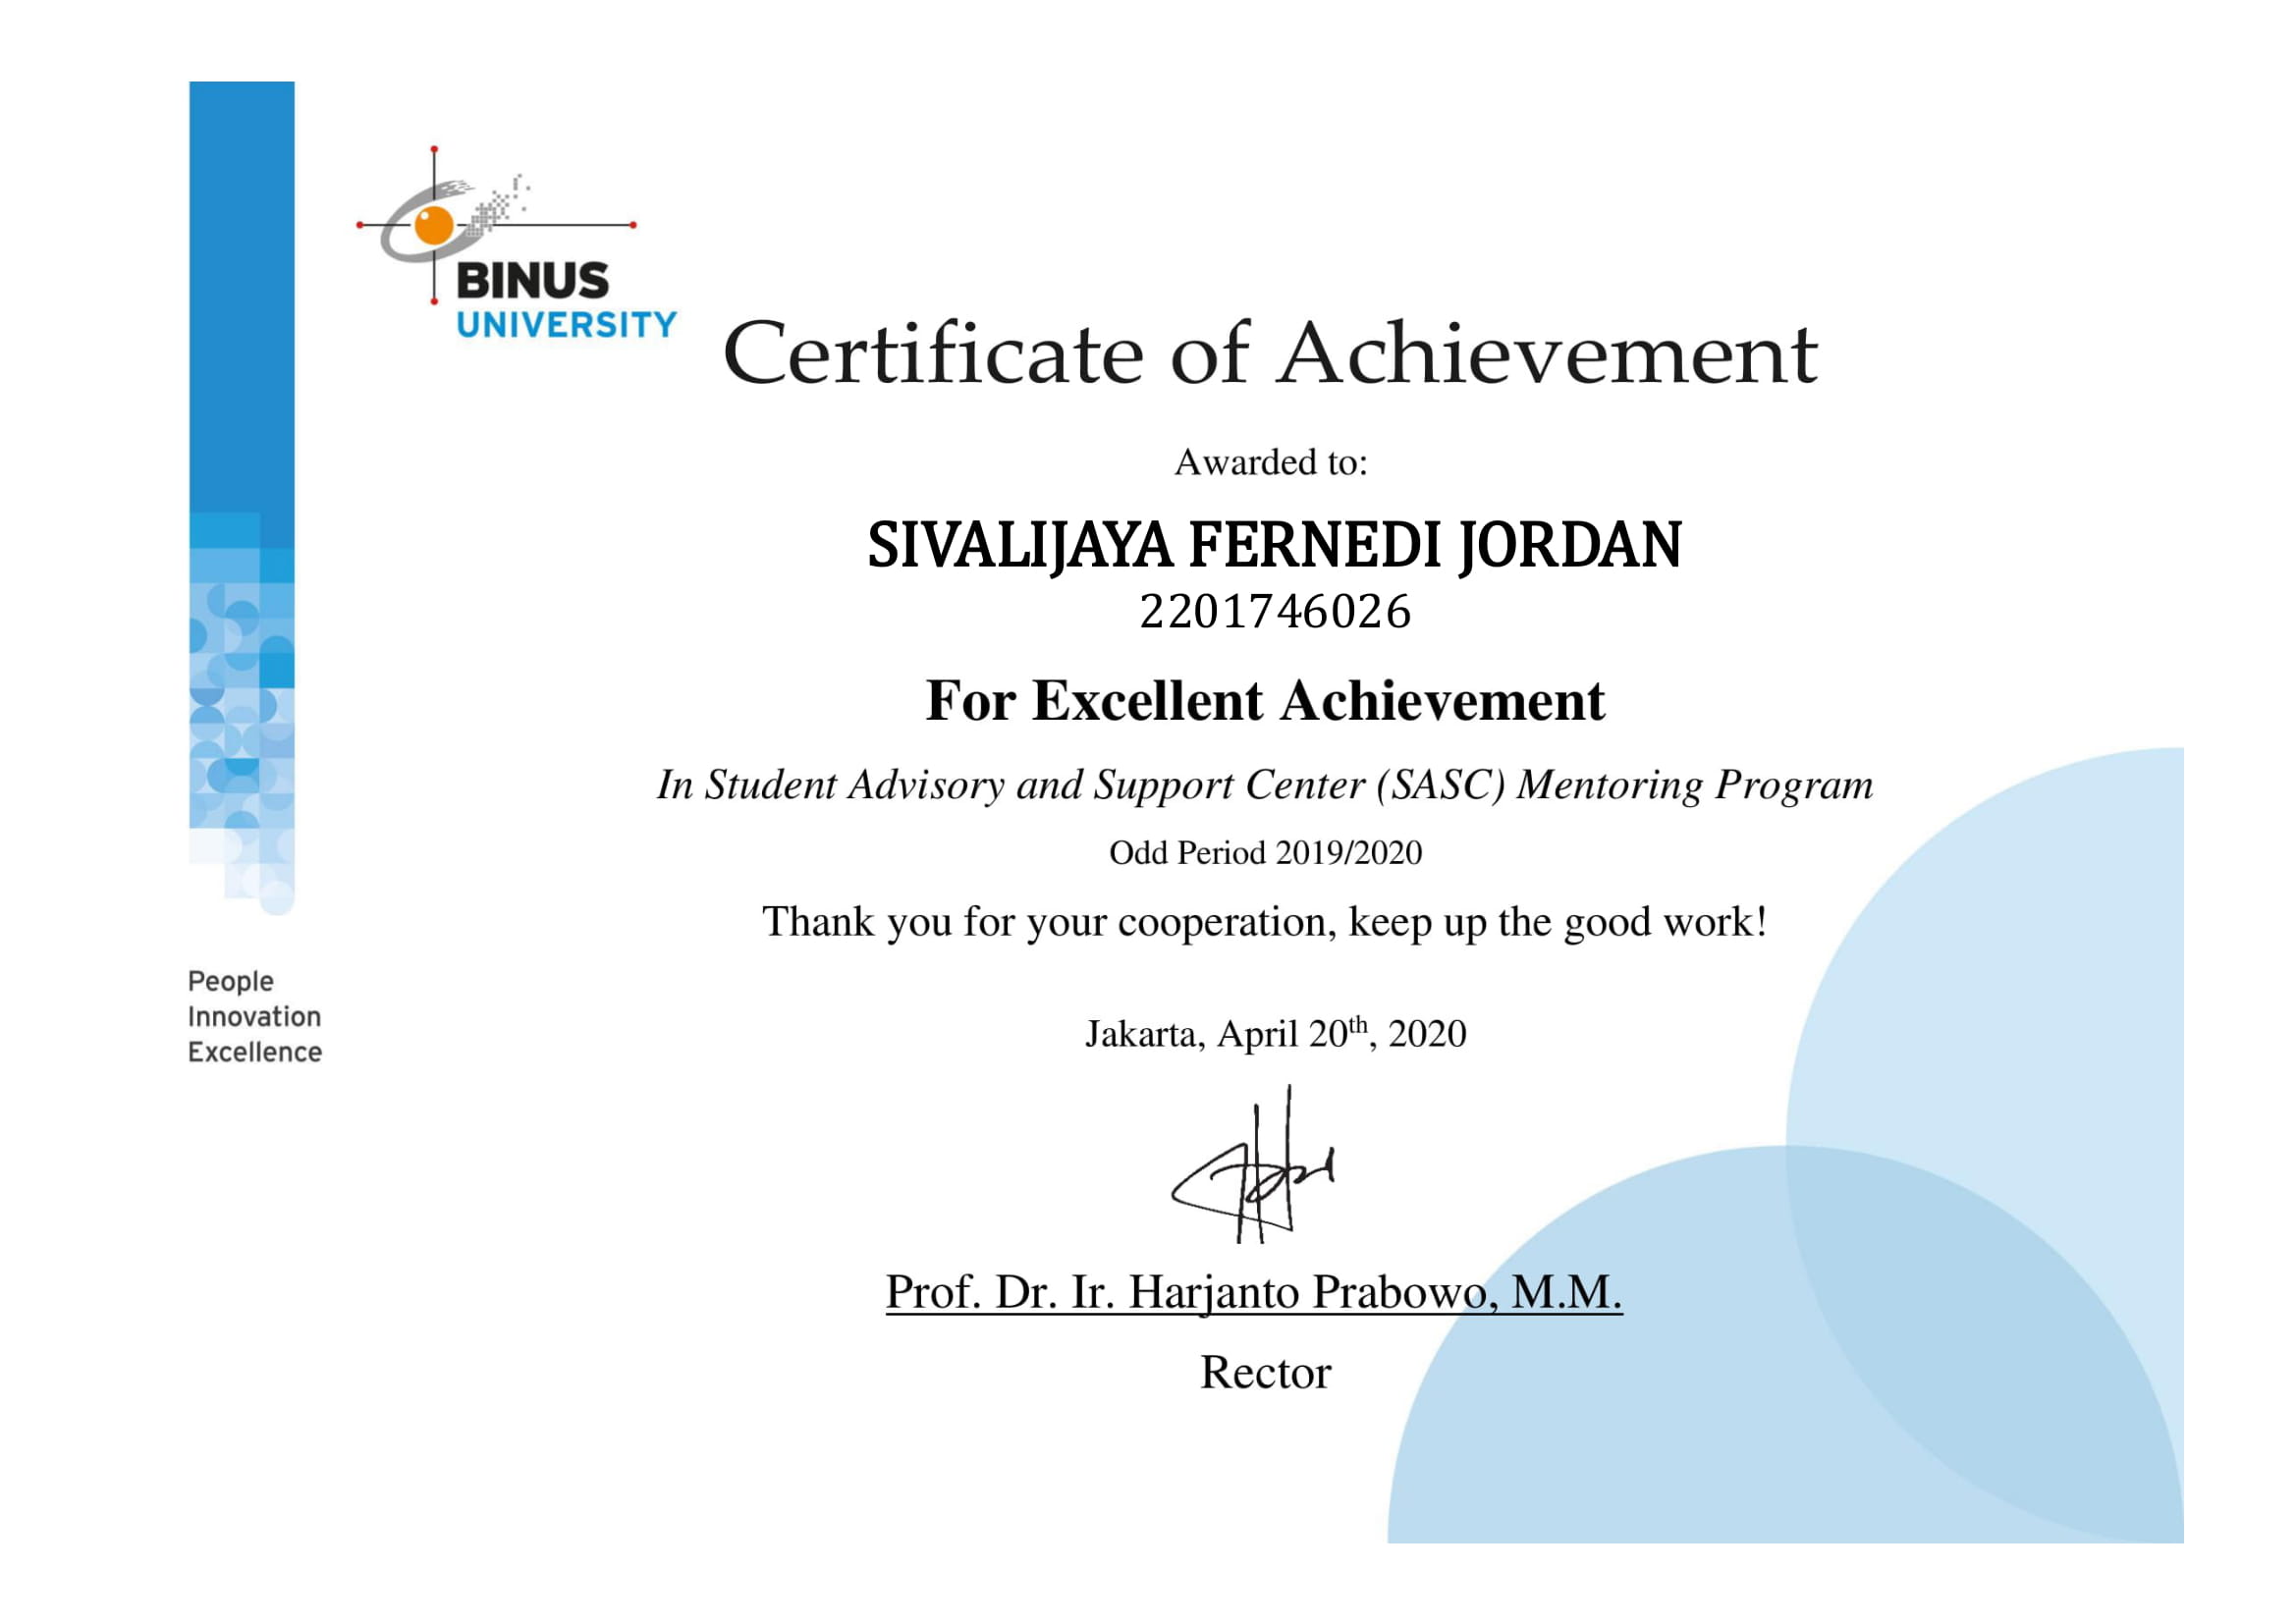 BINUS
UNIVERSITY
Certificate of Achievement
Awarded to:
SIVALIJAYA FERNEDI JORDAN
2201746026
For Excellent Achievement
In Student Advisory and Support Center (SASC) Mentoring Program
Odd Period 2019/2020
Thank you for your cooperation, keep up the good work!
People
Innovation
Excellence
Jakarta, April 20th, 2020
Prof. Dr. Ir. Harjanto Prabowo, M.M.
Rector